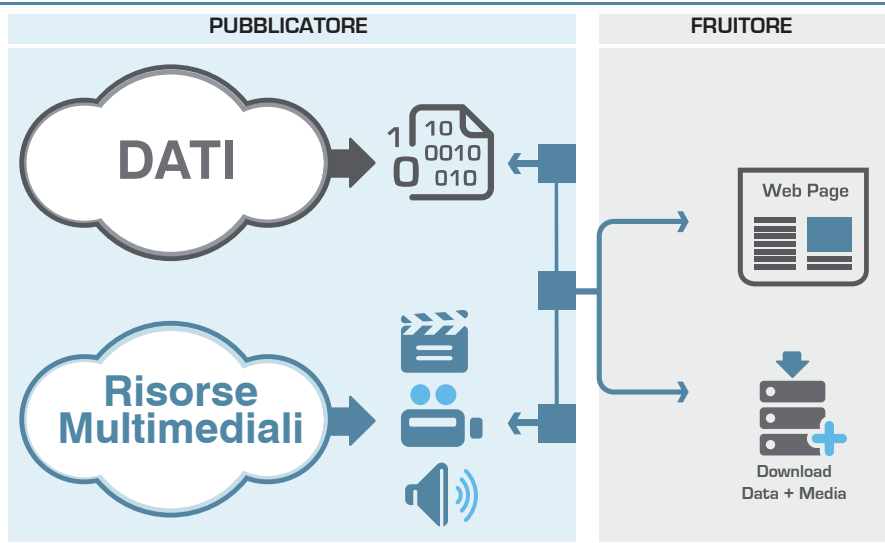 PUBBLICATORE
FRUITORE
DATI
1 10
0 0010
010
Web Page
Risorse
Multimediali
Download
Data + Media